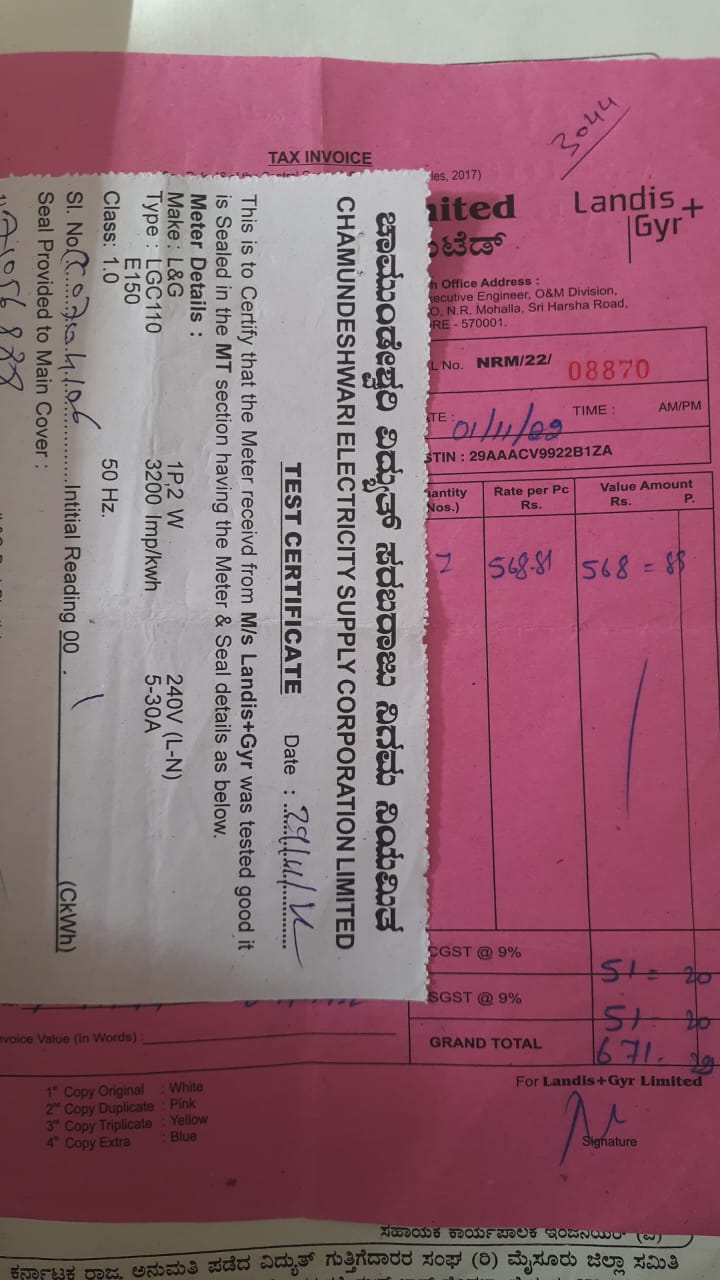 3044
TAX INVOICE
les, 2017)
Landis
Gyr+
ited
ಟೆಡ್
Office Address :
ecutive Engineer, O&M Division,
O, N.R. Mohalla, Sri Harsha Road,
RE - 570001.
No. NRM/22/ 08870
TE : 01/11/22 TIME : AM/PM
STIN : 29AAACV9922B1ZA
antity
Nos.)
Rate per Pc
Rs.
Value Amount
Rs. P.
568-81 568 = 88
CGST @ 9% 51 = 20
SGST @ 9% 51 - 20
GRAND TOTAL 671.
For Landis+Gyr Limited
Signature
nvoice Value (In Words) :
1st Copy Original : White
2nd Copy Duplicate : Pink
3rd Copy Triplicate : Yellow
4th Copy Extra : Blue
ಚಾಮುಂಡೇಶ್ವರಿ ವಿದ್ಯುತ್ ಸರಬರಾಜು ನಿಗಮ ನಿಯಮಿತ
CHAMUNDESHWARI ELECTRICITY SUPPLY CORPORATION LIMITED
TEST CERTIFICATE Date : 29/11/
This is to Certify that the Meter receivd from M/s Landis+Gyr was tested good it
is Sealed in the MT section having the Meter & Seal details as below.
Meter Details :
Make : L&G 1P.2 W 240V (L-N)
Type : LGC110 3200 Imp/kwh 5-30A
E150
Class: 1.0 50 Hz.
Sl. No. Intitial Reading 00 . 1 (CkWh)
Seal Provided to Main Cover :
ಸಹಾಯಕ ಕಾರ್ಯಪಾಲಕ ಇಂಜಿನಿಯರ್ (ವಿ)
ಕರ್ನಾಟಕ ರಾಜ್ಯ ಅನುಮತಿ ಪಡೆದ ವಿದ್ಯುತ್ ಗುತ್ತಿಗೆದಾರರ ಸಂಘ (ರಿ) ಮೈಸೂರು ಜಿಲ್ಲಾ ಸಮಿತಿ